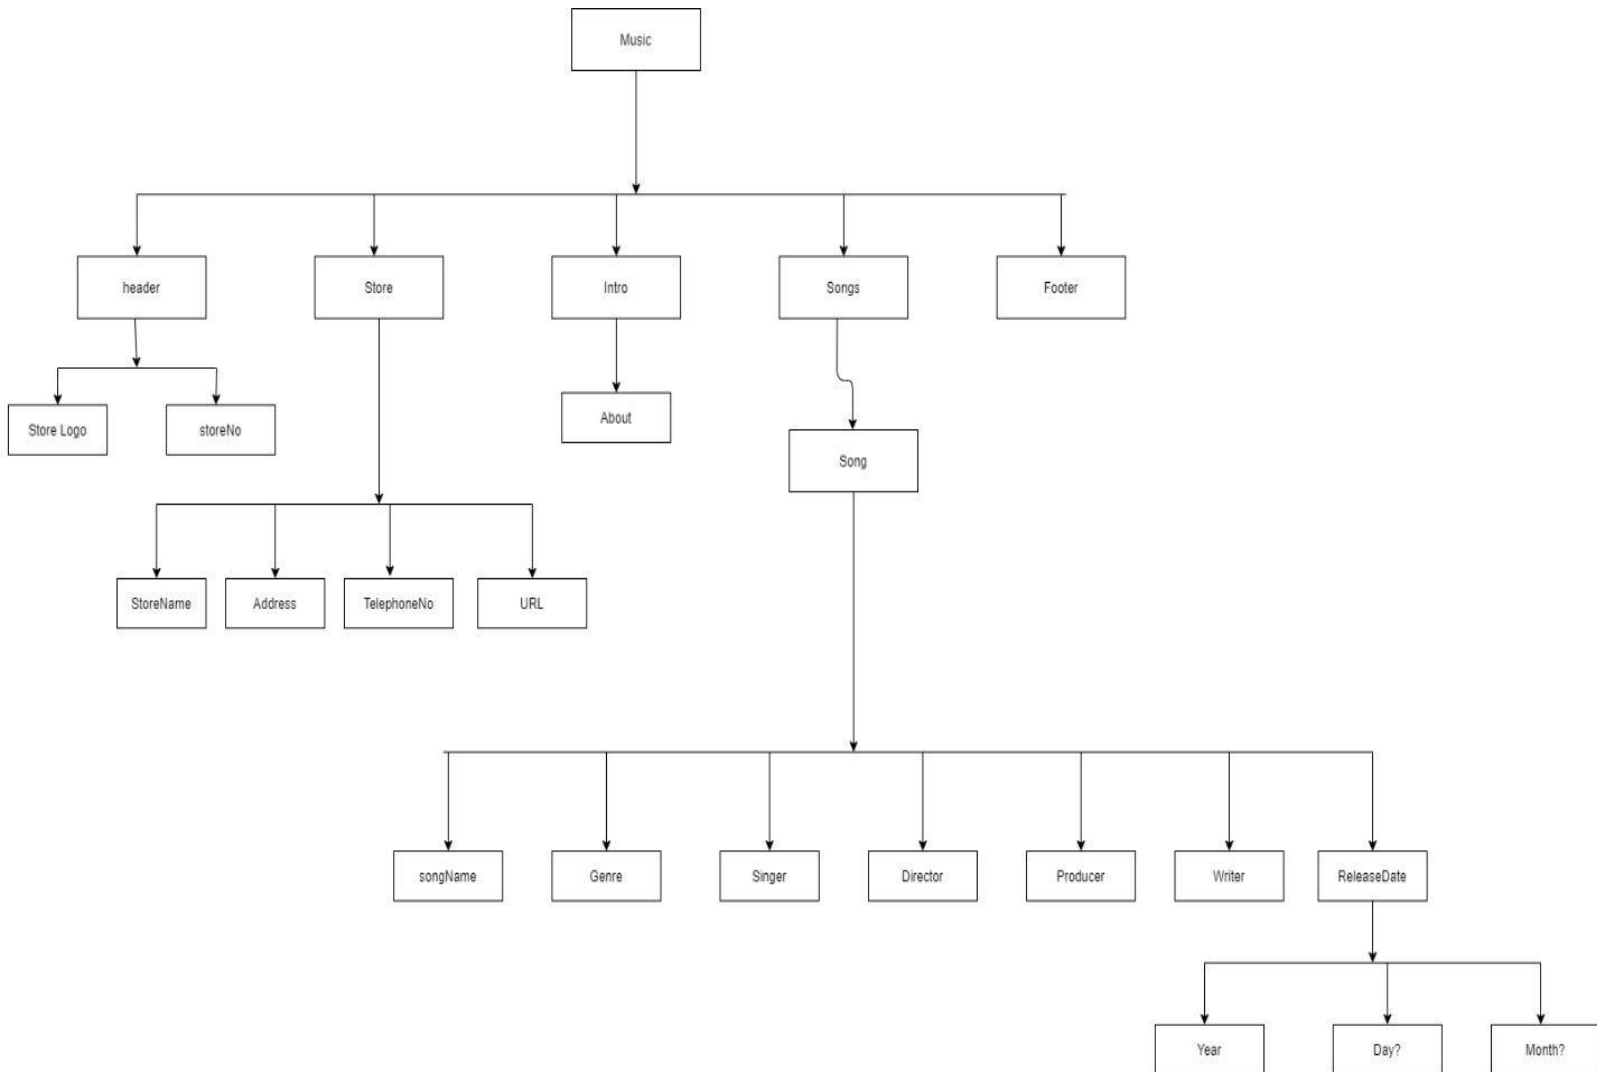 Music
header
Store
Intro
Songs
Footer
Store Logo
storeNo
About
Song
StoreName
Address
TelephoneNo
URL
songName
Genre
Singer
Director
Producer
Writer
ReleaseDate
Year
Day?
Month?